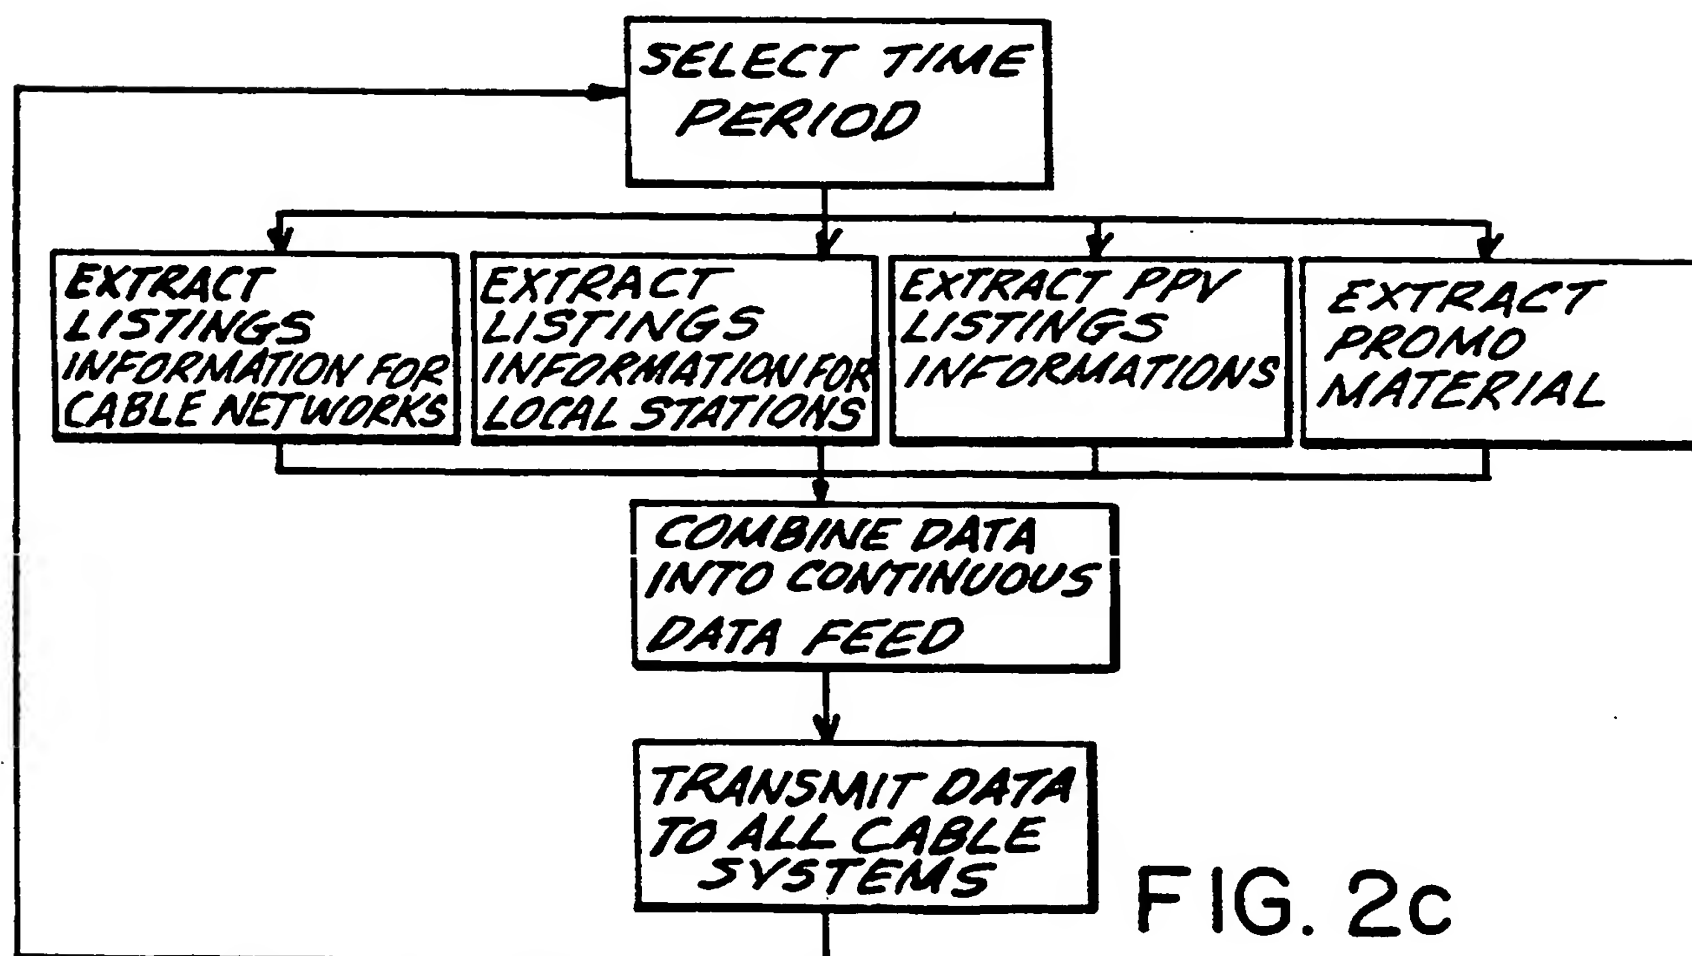 SELECT TIME
PERIOD
EXTRACT
LISTINGS
INFORMATION FOR
CABLE NETWORKS
EXTRACT
LISTINGS
INFORMATION FOR
LOCAL STATIONS
EXTRACT PPV
LISTINGS
INFORMATIONS
EXTRACT
PROMO
MATERIAL
COMBINE DATA
INTO CONTINUOUS
DATA FEED
TRANSMIT DATA
TO ALL CABLE
SYSTEMS
FIG. 2c